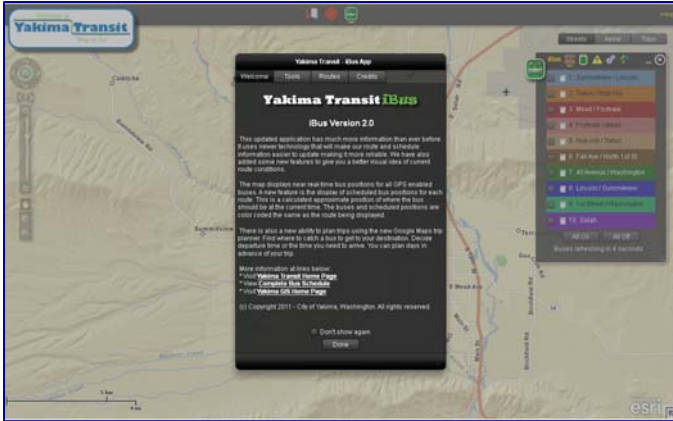 Yakima Transit
Streets
Aerial
Topo
Yakima Transit - iBus App
Welcome
Tools
Routes
Credits
Yakima Transit iBus
iBus Version 2.0
This updated application has much more information than ever before
It uses newer technology that will make our route and schedule
information easier to update making it more reliable. We have also
added some new features to give you a better visual idea of current
route conditions.
The map displays near real-time bus positions for all GPS enabled
buses. A new feature is the display of scheduled bus positions for each
route. This is a calculated approximate position of where the bus
should be at the current time. The buses and scheduled positions are
color coded the same as the route being displayed.
There is also a new ability to plan trips using the new Google Maps trip
planner. Find where to catch a bus to get to your destination. Decide
departure time or the time you need to arrive. You can plan days in
advance of your trip.
More information at links below:
* Visit Yakima Transit Home Page
* View Complete Bus Schedule
* Visit Yakima GIS Home Page
(c) Copyright 2011 - City of Yakima, Washington. All rights reserved.
Don't show again
Done
iBus
1. Summitview / Lincoln
3. Mead / Fruitvale
4. Fruitvale / Mead
6. Fair Ave / North 1st St
7. 40 Avenue / Washington
8. Lincoln / Summitview
9. 1st Street / Washington
10. Selah
All On
All Off
Buses refreshing in 4 seconds
Cowiche
Summitview
E Mead Ave
esri